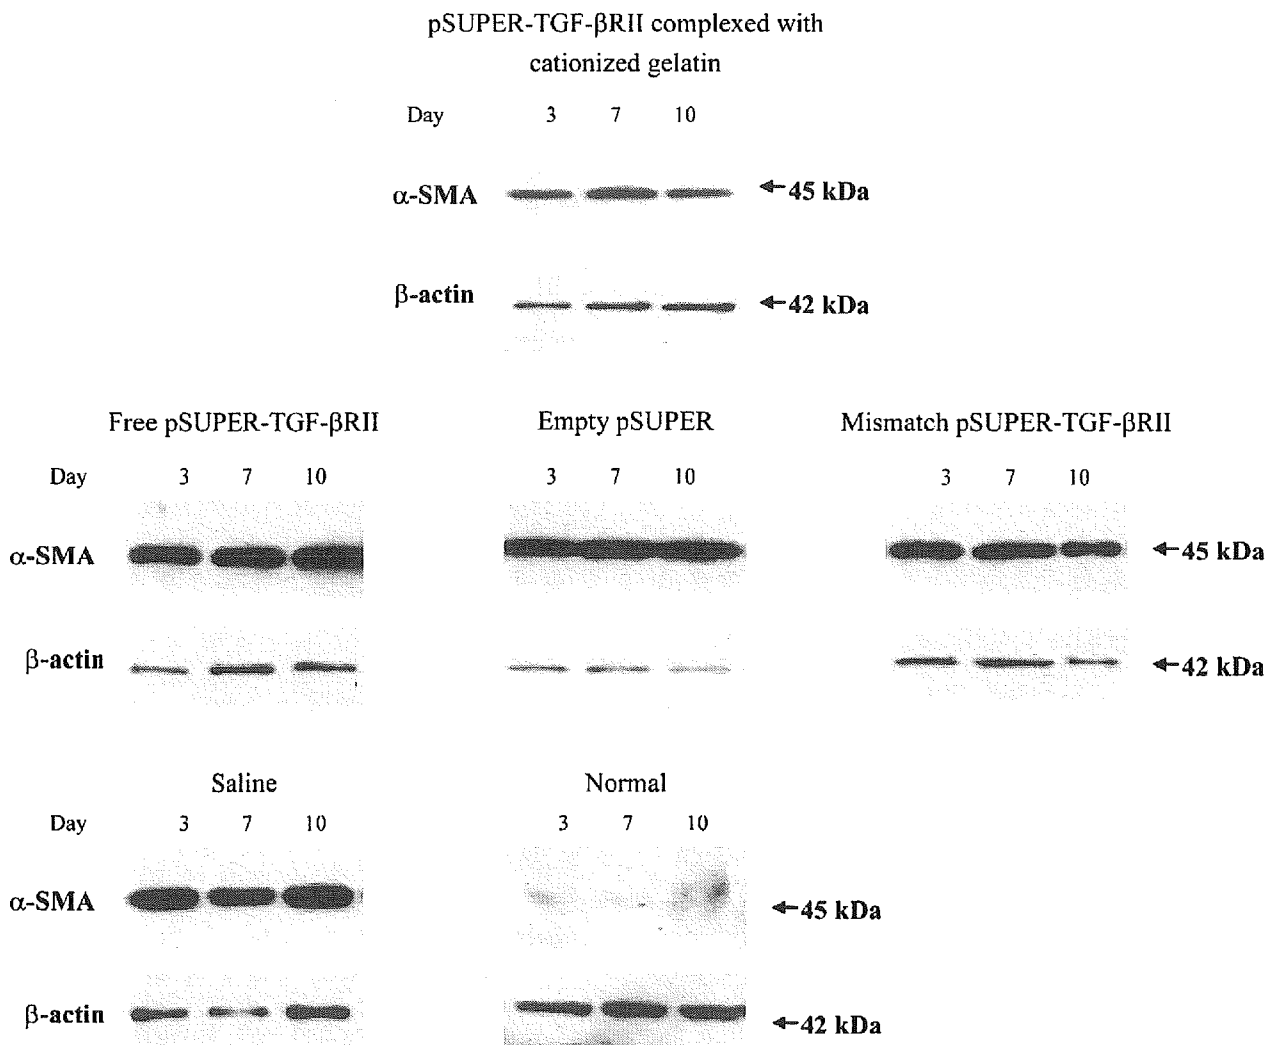 pSUPER-TGF-βRII complexed with
cationized gelatin
Day 3 7 10
α-SMA ←45 kDa
β-actin ←42 kDa
Free pSUPER-TGF-βRII Empty pSUPER Mismatch pSUPER-TGF-βRII
Day 3 7 10 3 7 10 3 7 10
α-SMA ←45 kDa
β-actin ←42 kDa
Saline Normal
Day 3 7 10 3 7 10
α-SMA ←45 kDa
β-actin ←42 kDa